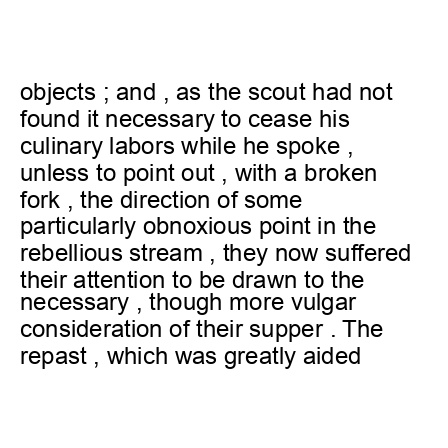 objects ; and , as the scout had not
found it necessary to cease his
culinary labors while he spoke ,
unless to point out , with a broken
fork , the direction of some
particularly obnoxious point in the
rebellious stream , they now suffered
their attention to be drawn to the
necessary , though more vulgar
consideration of their supper . The
repast , which was greatly aided